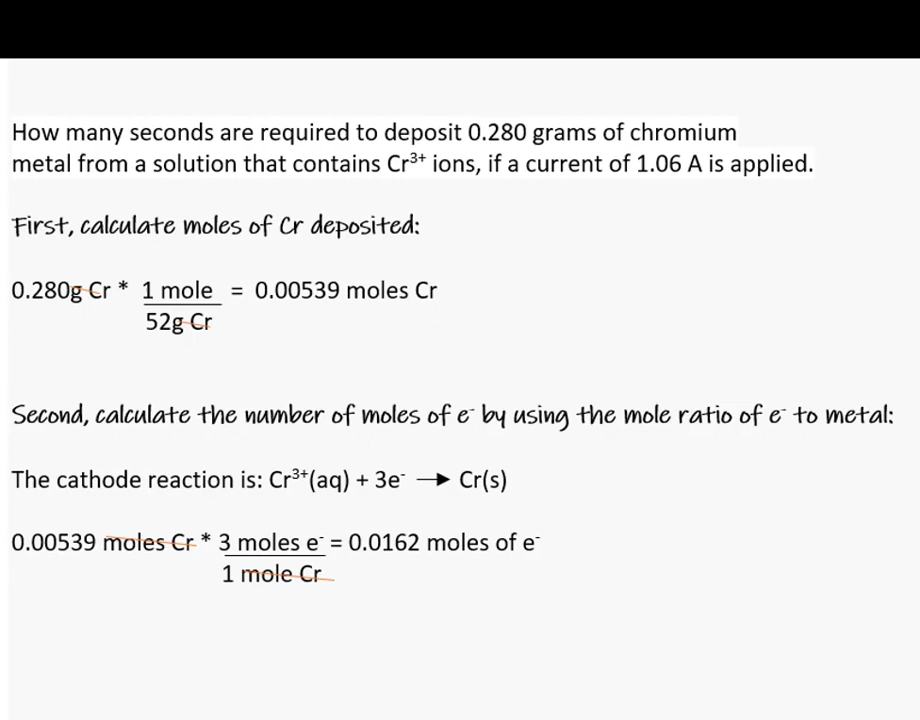 How many seconds are required to deposit 0.280 grams of chromium
metal from a solution that contains Cr³⁺ ions, if a current of 1.06 A is applied.
First, calculate moles of Cr deposited:
0.280g Cr * 1 mole = 0.00539 moles Cr
52g Cr
Second, calculate the number of moles of e⁻ by using the mole ratio of e⁻ to metal:
The cathode reaction is: Cr³⁺(aq) + 3e⁻ → Cr(s)
0.00539 moles Cr * 3 moles e⁻ = 0.0162 moles of e⁻
1 mole Cr